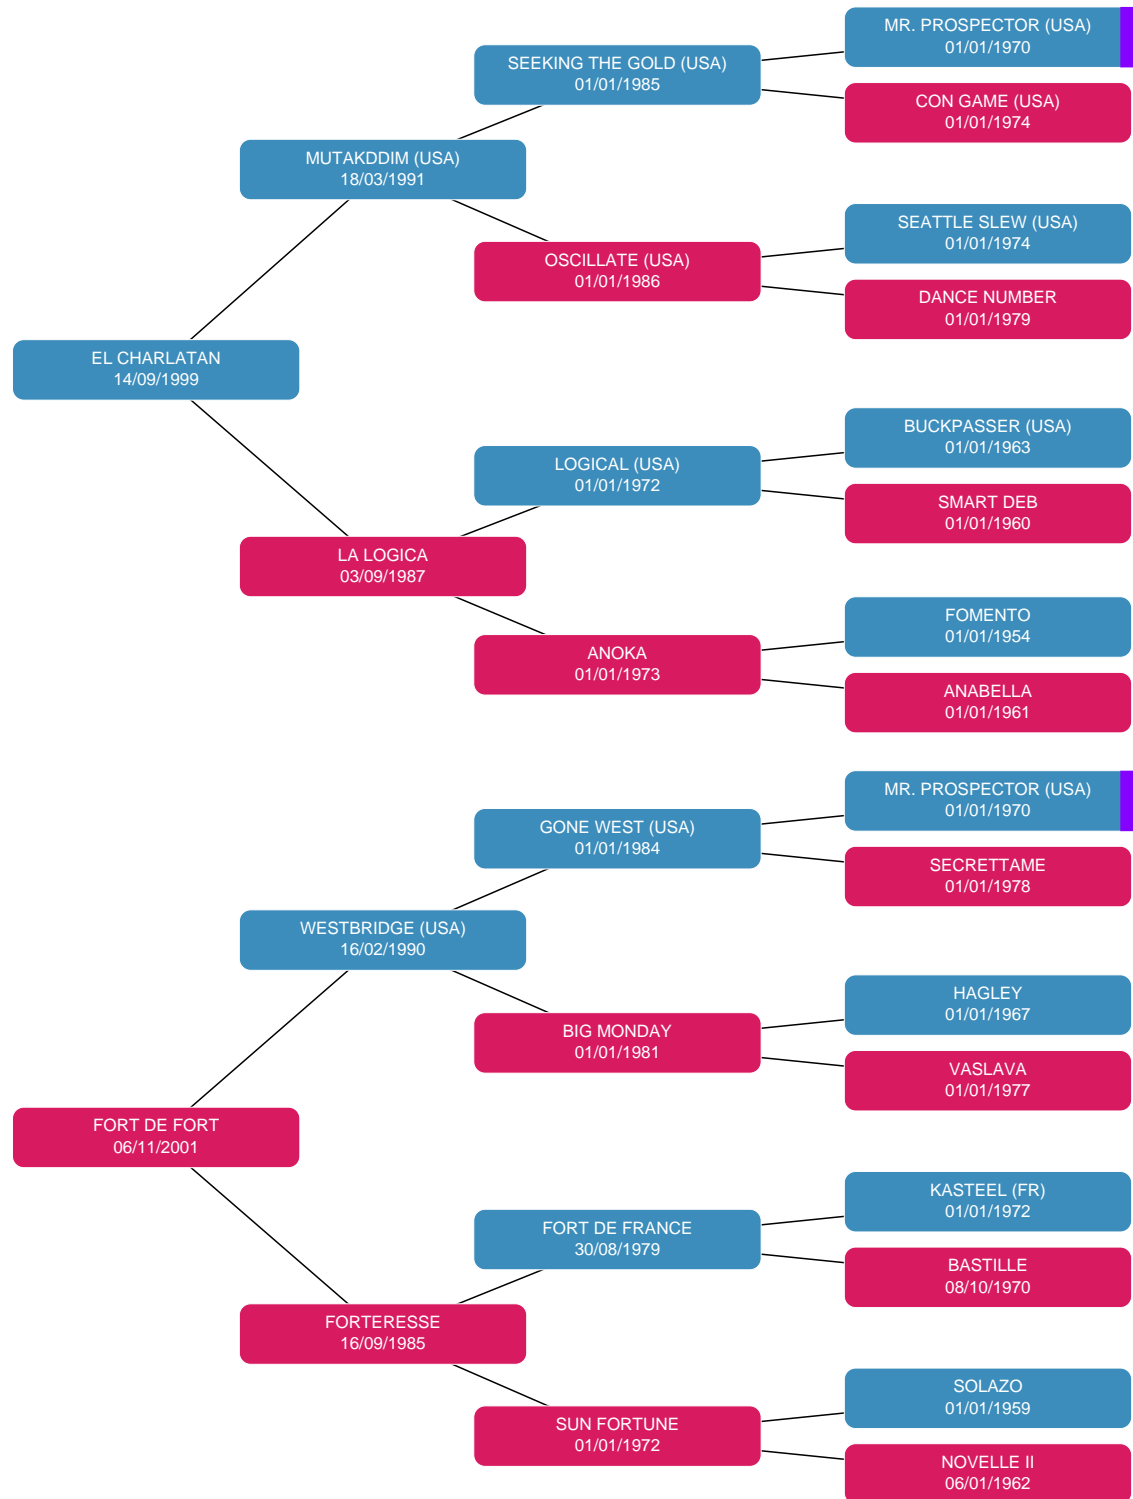 MR. PROSPECTOR (USA)
01/01/1970
SEEKING THE GOLD (USA)
01/01/1985
CON GAME (USA)
01/01/1974
MUTAKDDIM (USA)
18/03/1991
SEATTLE SLEW (USA)
01/01/1974
OSCILLATE (USA)
01/01/1986
DANCE NUMBER
01/01/1979
EL CHARLATAN
14/09/1999
BUCKPASSER (USA)
01/01/1963
LOGICAL (USA)
01/01/1972
SMART DEB
01/01/1960
LA LOGICA
03/09/1987
FOMENTO
01/01/1954
ANOKA
01/01/1973
ANABELLA
01/01/1961
MR. PROSPECTOR (USA)
01/01/1970
GONE WEST (USA)
01/01/1984
SECRETTAME
01/01/1978
WESTBRIDGE (USA)
16/02/1990
HAGLEY
01/01/1967
BIG MONDAY
01/01/1981
VASLAVA
01/01/1977
FORT DE FORT
06/11/2001
KASTEEL (FR)
01/01/1972
FORT DE FRANCE
30/08/1979
BASTILLE
08/10/1970
FORTERESSE
16/09/1985
SOLAZO
01/01/1959
SUN FORTUNE
01/01/1972
NOVELLE II
06/01/1962